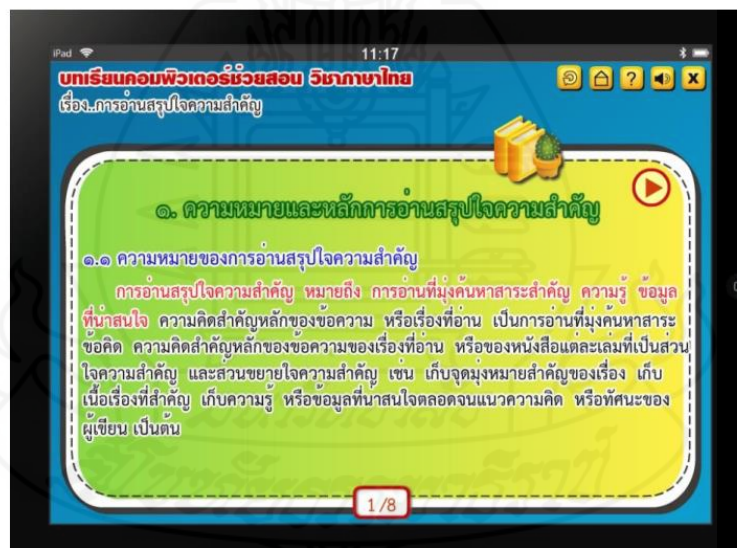 iPad 11:17
บทเรียนคอมพิวเตอร์ช่วยสอน วิชาภาษาไทย
?
X
เรื่อง..การอ่านสรุปใจความสำคัญ
๑. ความหมายและหลักการอ่านสรุปใจความสำคัญ
๑.๑ ความหมายของการอ่านสรุปใจความสำคัญ
การอ่านสรุปใจความสำคัญ หมายถึง การอ่านที่มุ่งค้นหาสาระสำคัญ ความรู้ ข้อมูล
ที่น่าสนใจ ความคิดสำคัญหลักของข้อความ หรือเรื่องที่อ่าน เป็นการอ่านที่มุ่งค้นหาสาระ
ข้อคิด ความคิดสำคัญหลักของข้อความของเรื่องที่อ่าน หรือของหนังสือแต่ละเล่มที่เป็นส่วน
ใจความสำคัญ และส่วนขยายใจความสำคัญ เช่น เก็บจุดมุ่งหมายสำคัญของเรื่อง เก็บ
เนื้อเรื่องที่สำคัญ เก็บความรู้ หรือข้อมูลที่น่าสนใจตลอดจนแนวความคิด หรือทัศนะของ
ผู้เขียน เป็นต้น
1/8